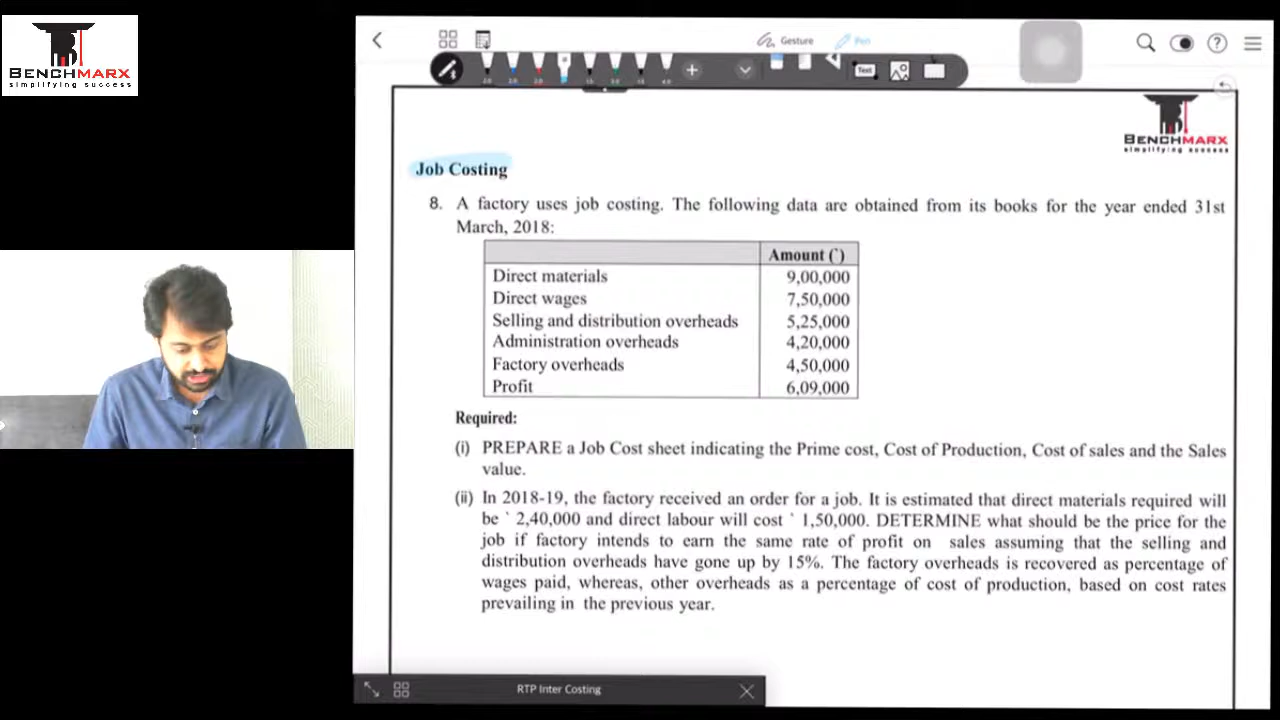 BENCHMARX
simplifying success
Gesture
Pen
Text
BENCHMARX
simplifying success
Job Costing
8. A factory uses job costing. The following data are obtained from its books for the year ended 31st
March, 2018:
Amount (`)
Direct materials 9,00,000
Direct wages 7,50,000
Selling and distribution overheads 5,25,000
Administration overheads 4,20,000
Factory overheads 4,50,000
Profit 6,09,000
Required:
(i) PREPARE a Job Cost sheet indicating the Prime cost, Cost of Production, Cost of sales and the Sales
value.
(ii) In 2018-19, the factory received an order for a job. It is estimated that direct materials required will
be ` 2,40,000 and direct labour will cost ` 1,50,000. DETERMINE what should be the price for the
job if factory intends to earn the same rate of profit on sales assuming that the selling and
distribution overheads have gone up by 15%. The factory overheads is recovered as percentage of
wages paid, whereas, other overheads as a percentage of cost of production, based on cost rates
prevailing in the previous year.
RTP Inter Costing